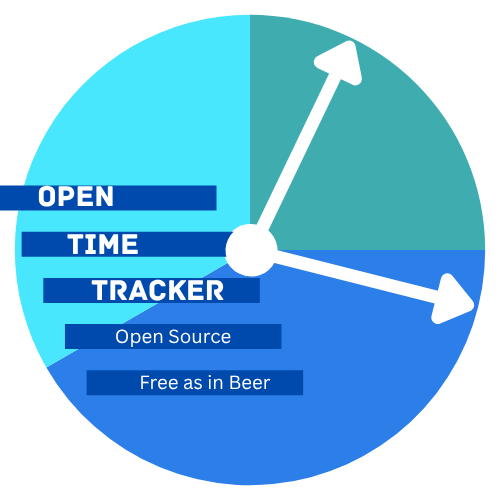 OPEN
TIME
TRACKER
Open Source
Free as in Beer